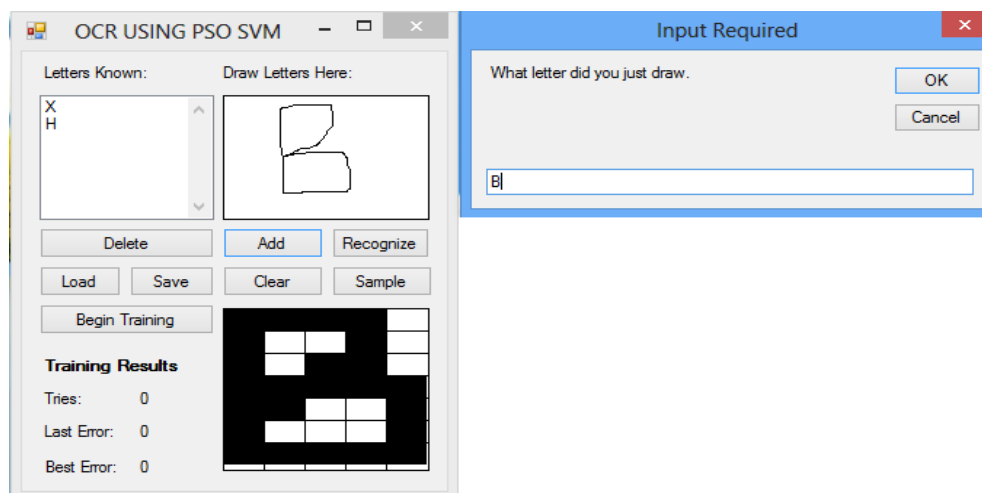 OCR USING PSO SVM
Letters Known:
Draw Letters Here:
X
H
B
Delete
Add
Recognize
Load
Save
Clear
Sample
Begin Training
Training Results
Tries: 0
Last Error: 0
Best Error: 0
Input Required
What letter did you just draw.
OK
Cancel
B